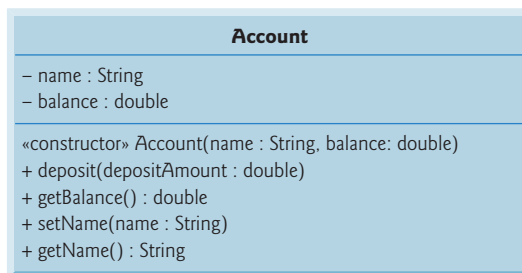 Account
– name : String
– balance : double
«constructor» Account(name : String, balance: double)
+ deposit(depositAmount : double)
+ getBalance() : double
+ setName(name : String)
+ getName() : String